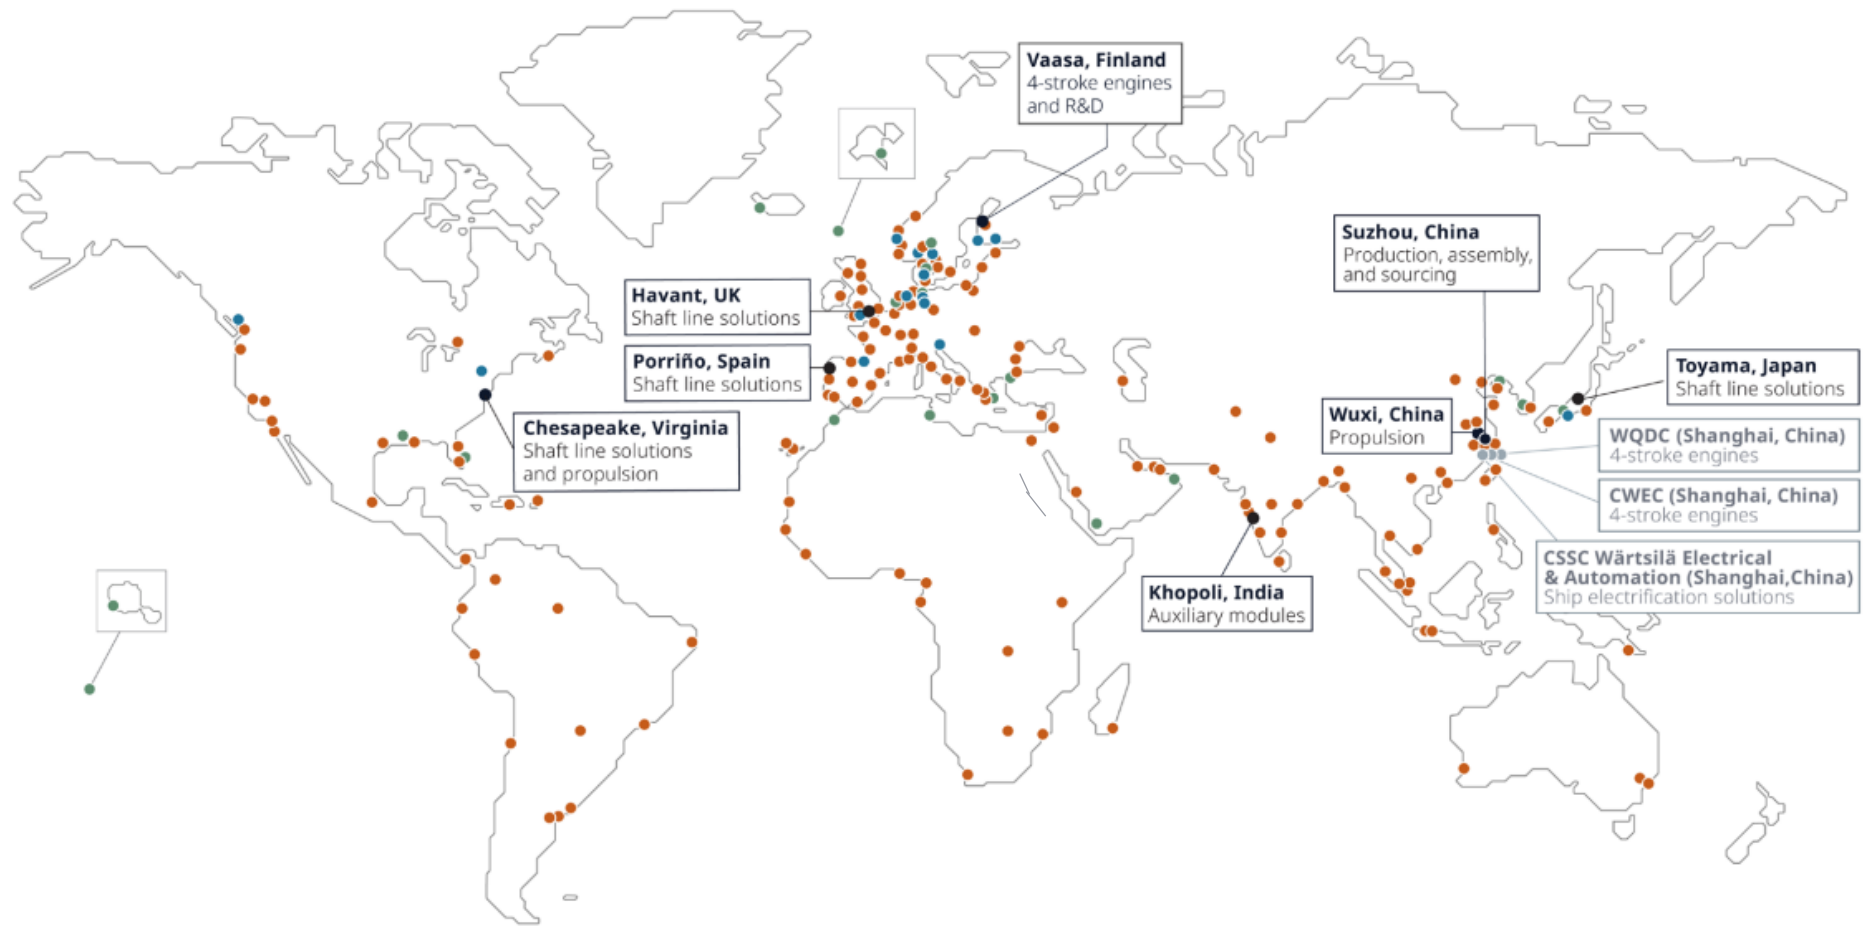 Vaasa, Finland
4-stroke engines
and R&D
Suzhou, China
Production, assembly,
and sourcing
Havant, UK
Shaft line solutions
Porriño, Spain
Shaft line solutions
Toyama, Japan
Shaft line solutions
Chesapeake, Virginia
Shaft line solutions
and propulsion
Wuxi, China
Propulsion
WQDC (Shanghai, China)
4-stroke engines
CWEC (Shanghai, China)
4-stroke engines
CSSC Wärtsilä Electrical
& Automation (Shanghai,China)
Ship electrification solutions
Khopoli, India
Auxiliary modules